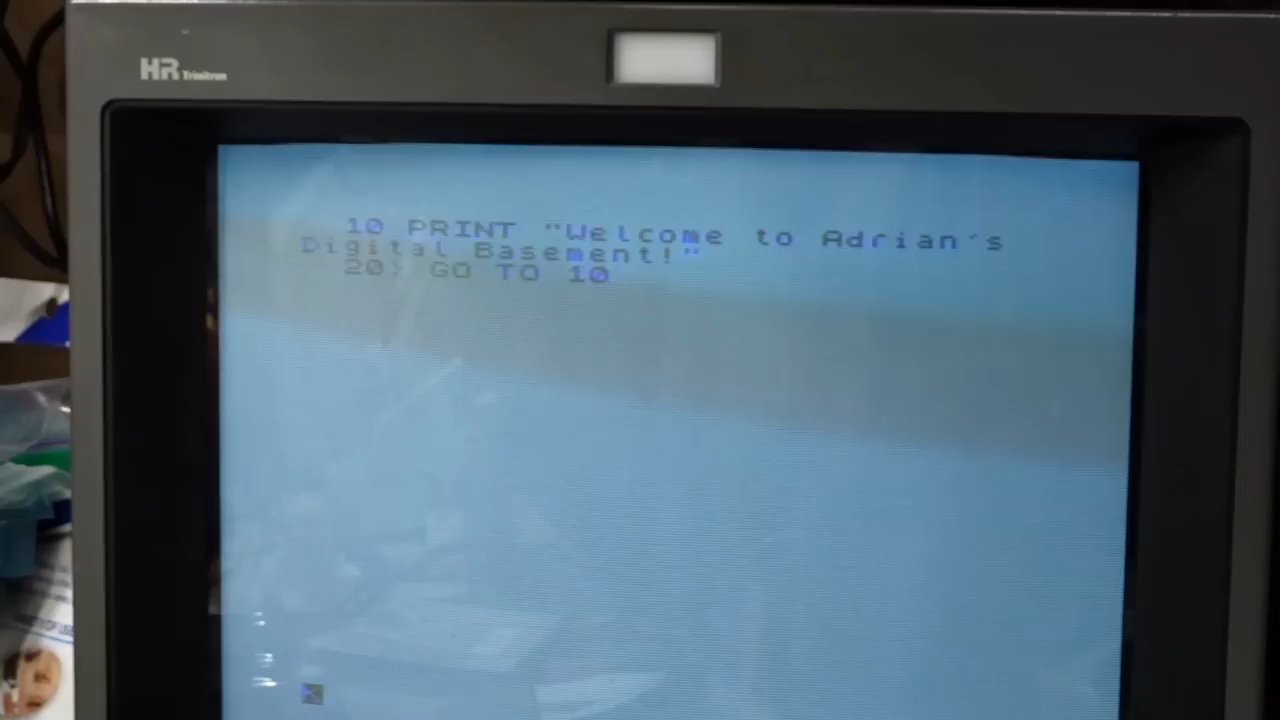 HR Trinitron
10 PRINT "Welcome to Adrian's
Digital Basement!"
20> GO TO 10
K